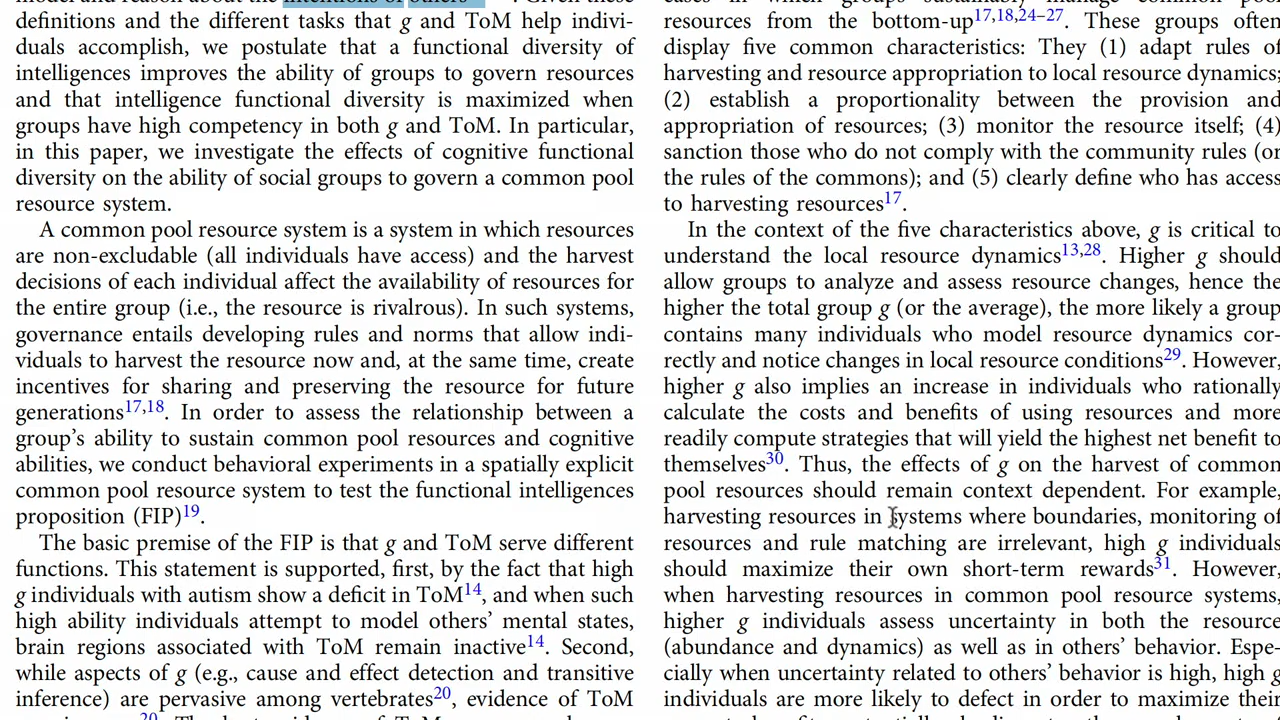 model and reason about the intentions of others. Given these
definitions and the different tasks that g and ToM help indivi-
duals accomplish, we postulate that a functional diversity of
intelligences improves the ability of groups to govern resources
and that intelligence functional diversity is maximized when
groups have high competency in both g and ToM. In particular,
in this paper, we investigate the effects of cognitive functional
diversity on the ability of social groups to govern a common pool
resource system.
A common pool resource system is a system in which resources
are non-excludable (all individuals have access) and the harvest
decisions of each individual affect the availability of resources for
the entire group (i.e., the resource is rivalrous). In such systems,
governance entails developing rules and norms that allow indi-
viduals to harvest the resource now and, at the same time, create
incentives for sharing and preserving the resource for future
generations17,18. In order to assess the relationship between a
group's ability to sustain common pool resources and cognitive
abilities, we conduct behavioral experiments in a spatially explicit
common pool resource system to test the functional intelligences
proposition (FIP)19.
The basic premise of the FIP is that g and ToM serve different
functions. This statement is supported, first, by the fact that high
g individuals with autism show a deficit in ToM14, and when such
high ability individuals attempt to model others' mental states,
brain regions associated with ToM remain inactive14. Second,
while aspects of g (e.g., cause and effect detection and transitive
inference) are pervasive among vertebrates20, evidence of ToM
cases in which groups sustainably manage common pool
resources from the bottom-up17,18,24–27. These groups often
display five common characteristics: They (1) adapt rules of
harvesting and resource appropriation to local resource dynamics;
(2) establish a proportionality between the provision and
appropriation of resources; (3) monitor the resource itself; (4)
sanction those who do not comply with the community rules (or
the rules of the commons); and (5) clearly define who has access
to harvesting resources17.
In the context of the five characteristics above, g is critical to
understand the local resource dynamics13,28. Higher g should
allow groups to analyze and assess resource changes, hence the
higher the total group g (or the average), the more likely a group
contains many individuals who model resource dynamics cor-
rectly and notice changes in local resource conditions29. However,
higher g also implies an increase in individuals who rationally
calculate the costs and benefits of using resources and more
readily compute strategies that will yield the highest net benefit to
themselves30. Thus, the effects of g on the harvest of common
pool resources should remain context dependent. For example,
harvesting resources in systems where boundaries, monitoring of
resources and rule matching are irrelevant, high g individuals
should maximize their own short-term rewards31. However,
when harvesting resources in common pool resource systems,
higher g individuals assess uncertainty in both the resource
(abundance and dynamics) as well as in others' behavior. Espe-
cially when uncertainty related to others' behavior is high, high g
individuals are more likely to defect in order to maximize their